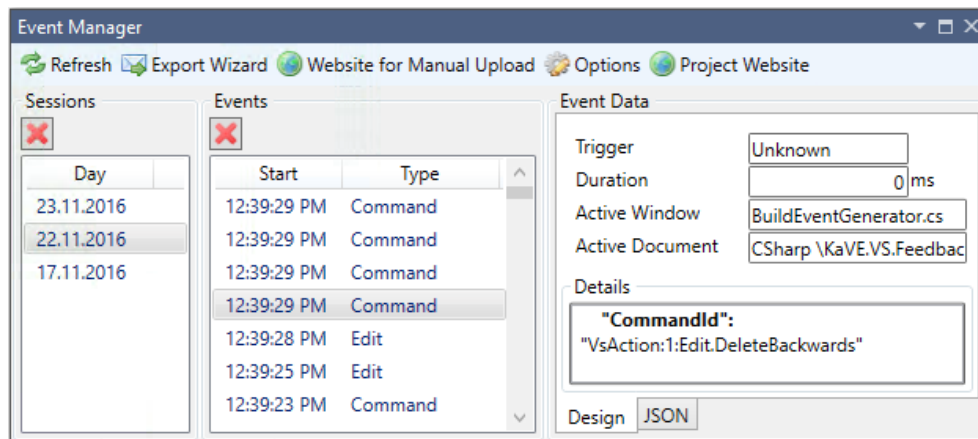 Event Manager
Refresh Export Wizard Website for Manual Upload Options Project Website
Sessions
Day
23.11.2016
22.11.2016
17.11.2016
Events
Start Type
12:39:29 PM Command
12:39:29 PM Command
12:39:29 PM Command
12:39:29 PM Command
12:39:28 PM Edit
12:39:25 PM Edit
12:39:23 PM Command
Event Data
Trigger Unknown
Duration 0 ms
Active Window BuildEventGenerator.cs
Active Document CSharp \KaVE.VS.Feedbac
Details
"CommandId":
"VsAction:1:Edit.DeleteBackwards"
Design JSON